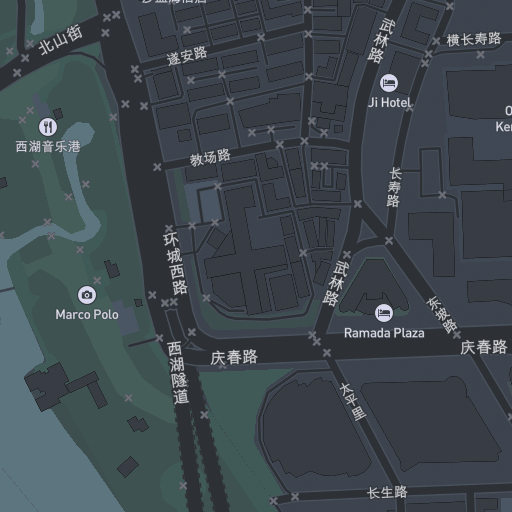 北山街
遂安路
武林路
横长寿路
Ji Hotel
西湖音乐港
教场路
长寿路
环城西路
武林路
Marco Polo
Ramada Plaza
东坡路
西湖隧道
庆春路
庆春路
太平里
长生路